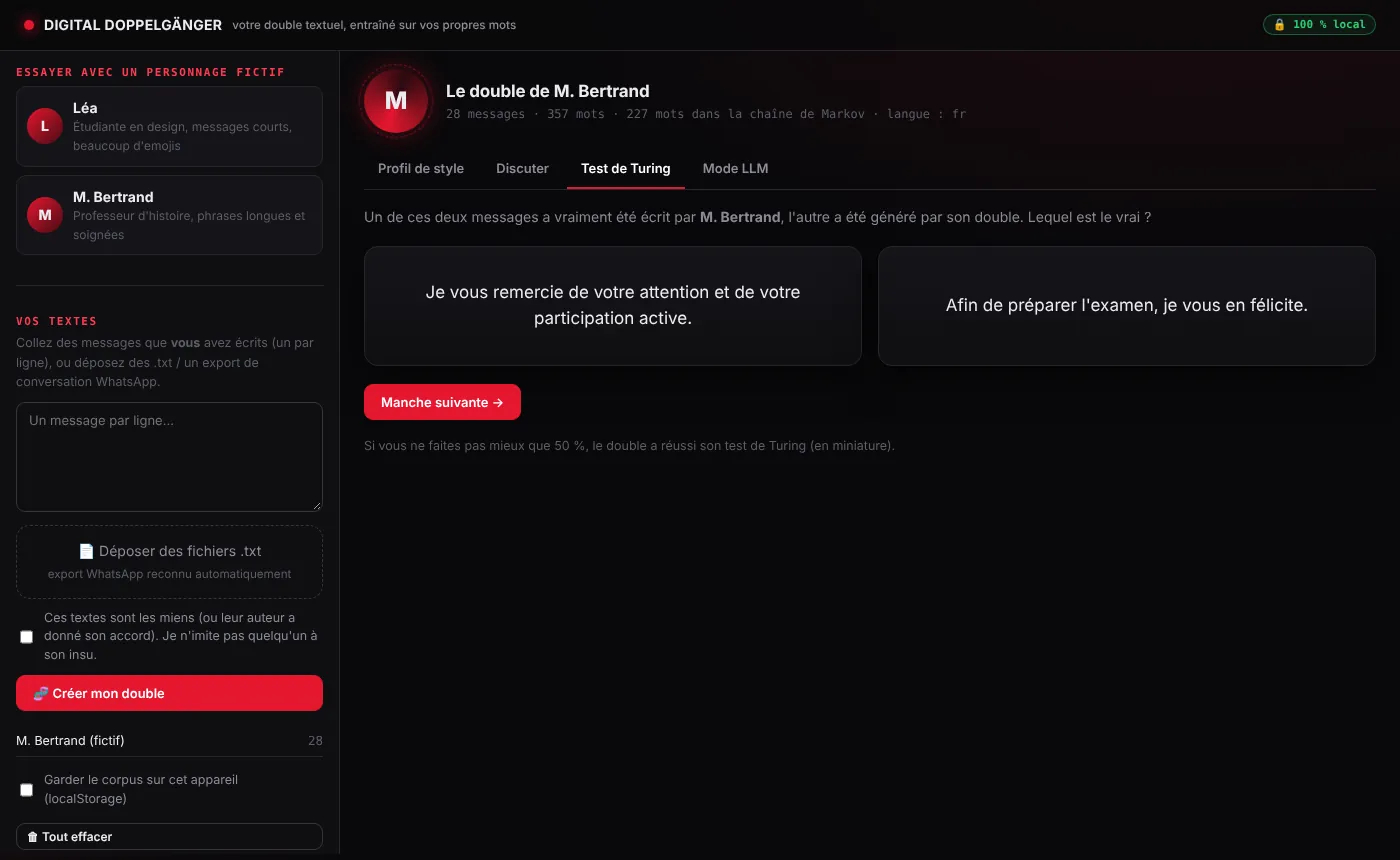 DIGITAL DOPPELGÄNGER votre double textuel, entraîné sur vos propres mots
🔒 100 % local
ESSAYER AVEC UN PERSONNAGE FICTIF
L
Léa
Étudiante en design, messages courts,
beaucoup d'emojis
M
M. Bertrand
Professeur d'histoire, phrases longues et
soignées
VOS TEXTES
Collez des messages que vous avez écrits (un par
ligne), ou déposez des .txt / un export de
conversation WhatsApp.
Un message par ligne...
📄 Déposer des fichiers .txt
export WhatsApp reconnu automatiquement
Ces textes sont les miens (ou leur auteur a
donné son accord). Je n'imite pas quelqu'un à
son insu.
🧬 Créer mon double
M. Bertrand (fictif) 28
Garder le corpus sur cet appareil
(localStorage)
🗑 Tout effacer
M
Le double de M. Bertrand
28 messages · 357 mots · 227 mots dans la chaîne de Markov · langue : fr
Profil de style Discuter Test de Turing Mode LLM
Un de ces deux messages a vraiment été écrit par M. Bertrand, l'autre a été généré par son double. Lequel est le vrai ?
Je vous remercie de votre attention et de votre
participation active.
Afin de préparer l'examen, je vous en félicite.
Manche suivante →
Si vous ne faites pas mieux que 50 %, le double a réussi son test de Turing (en miniature).